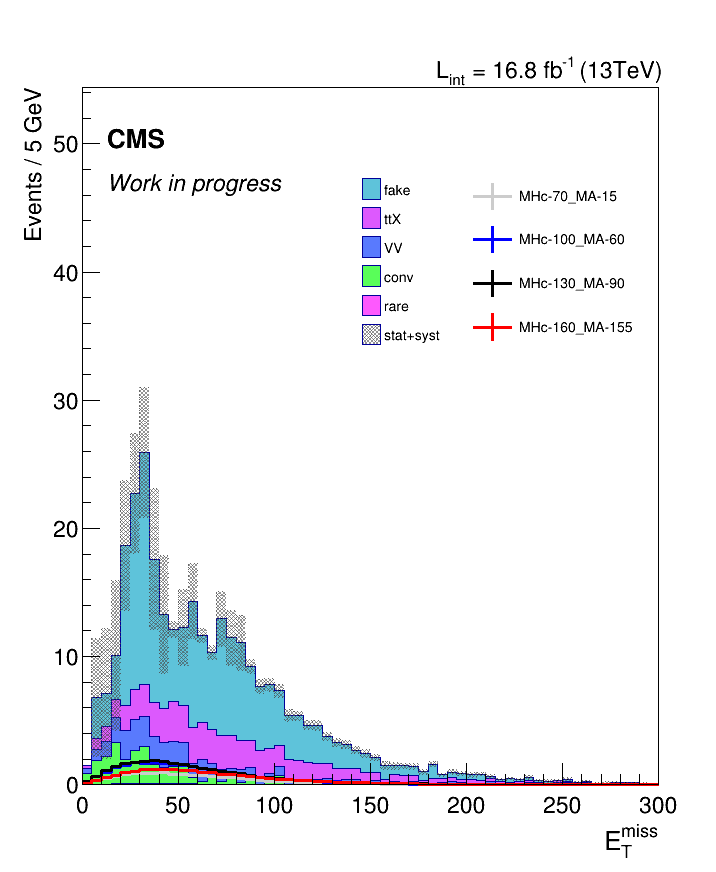 L_int = 16.8 fb^-1 (13TeV)
Events / 5 GeV
CMS
Work in progress
fake
ttX
VV
conv
rare
stat+syst
MHc-70_MA-15
MHc-100_MA-60
MHc-130_MA-90
MHc-160_MA-155
50
40
30
20
10
0
0 50 100 150 200 250 300
E_T^miss